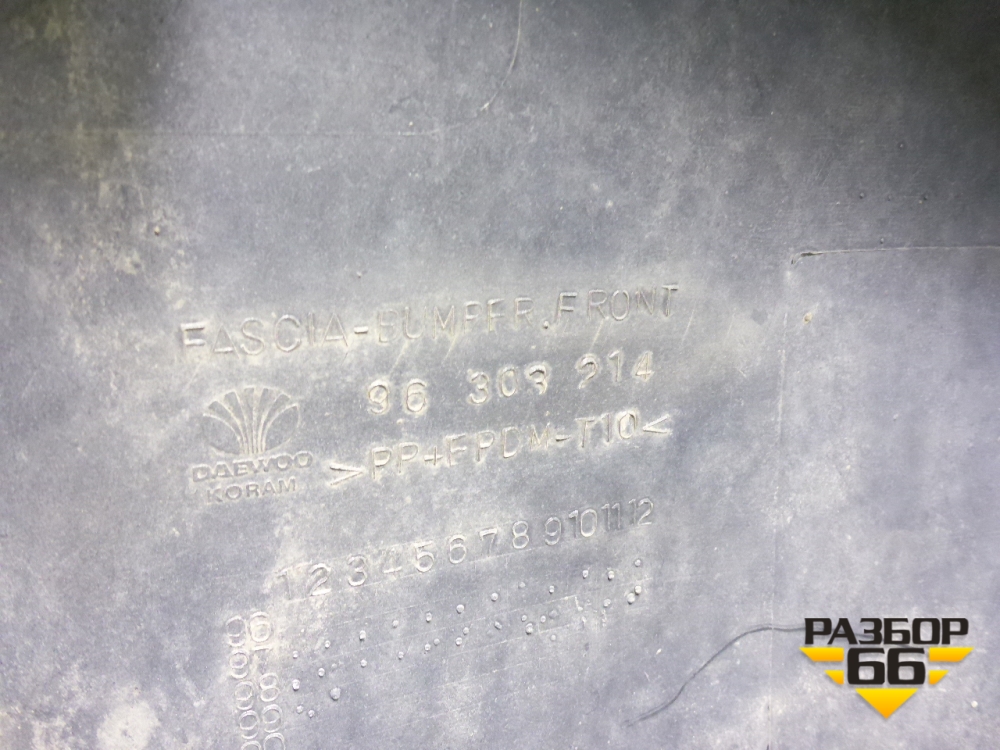 FASCIA-BUMPER.FRONT
96 303 214
DAEWOO
KORAM
>PP+EPDM-T10<
1 2 3 4 5 6 7 8 9 10 11 12
96
РАЗБОР
66